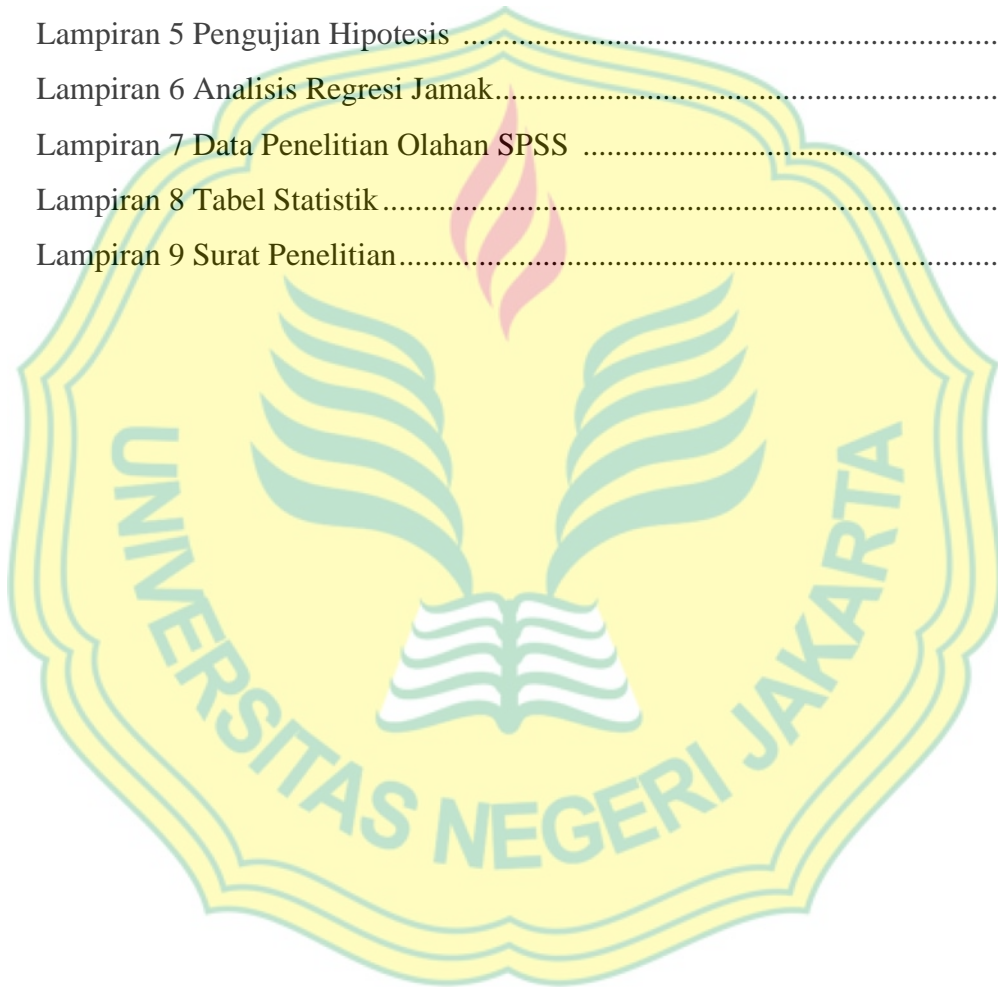 Lampiran 5 Pengujian Hipotesis ..................................................................
Lampiran 6 Analisis Regresi Jamak..............................................................
Lampiran 7 Data Penelitian Olahan SPSS ...................................................
Lampiran 8 Tabel Statistik............................................................................
Lampiran 9 Surat Penelitian..........................................................................
UNIVERSITAS NEGERI JAKARTA